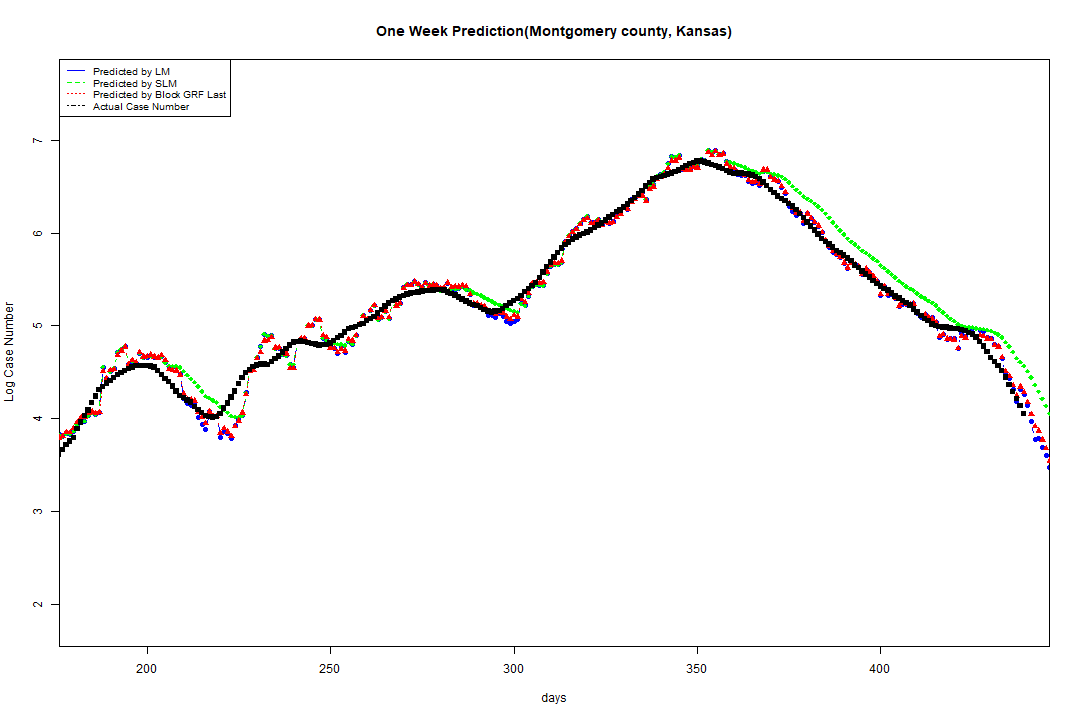 One Week Prediction(Montgomery county, Kansas)
Predicted by LM
Predicted by SLM
Predicted by Block GRF Last
Actual Case Number
7
6
5
4
3
2
Log Case Number
200 250 300 350 400
days